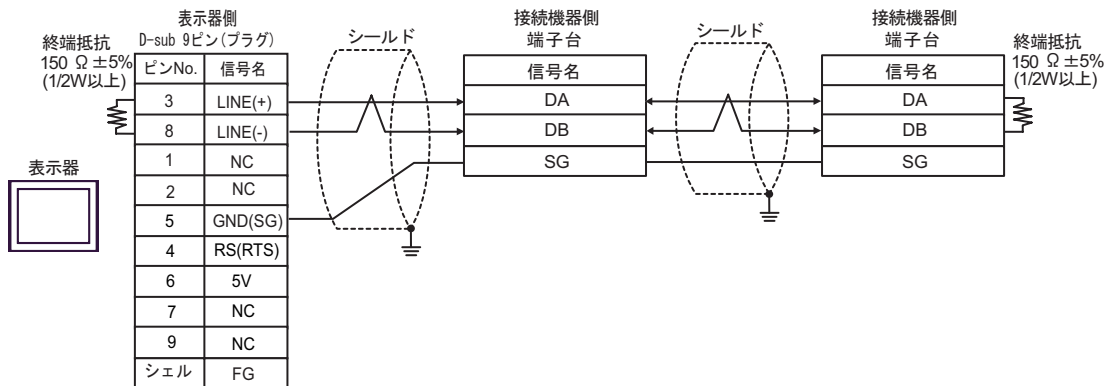 表示器側
D-sub 9ピン(プラグ)
終端抵抗
150 Ω ±5%
(1/2W以上)
ピンNo. 信号名
3 LINE(+)
8 LINE(-)
1 NC
2 NC
5 GND(SG)
4 RS(RTS)
6 5V
7 NC
9 NC
シェル FG
表示器
シールド
接続機器側
端子台
信号名
DA
DB
SG
シールド
接続機器側
端子台
信号名
DA
DB
SG
終端抵抗
150 Ω ±5%
(1/2W以上)